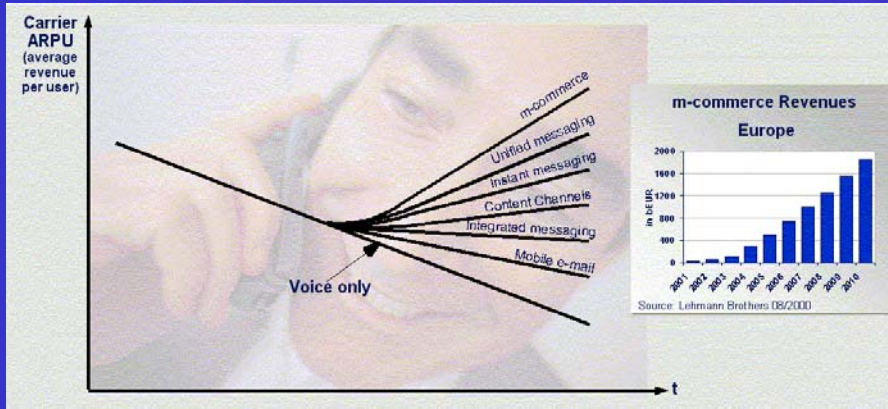 Carrier
ARPU
(average
revenue
per user)
m-commerce
Unified messaging
Instant messaging
Content Channels
Integrated messaging
Mobile e-mail
Voice only
t
m-commerce Revenues
Europe
in bEUR
2000
1600
1200
800
400
0
2001
2002
2003
2004
2005
2006
2007
2008
2009
2010
Source: Lehmann Brothers 08/2000